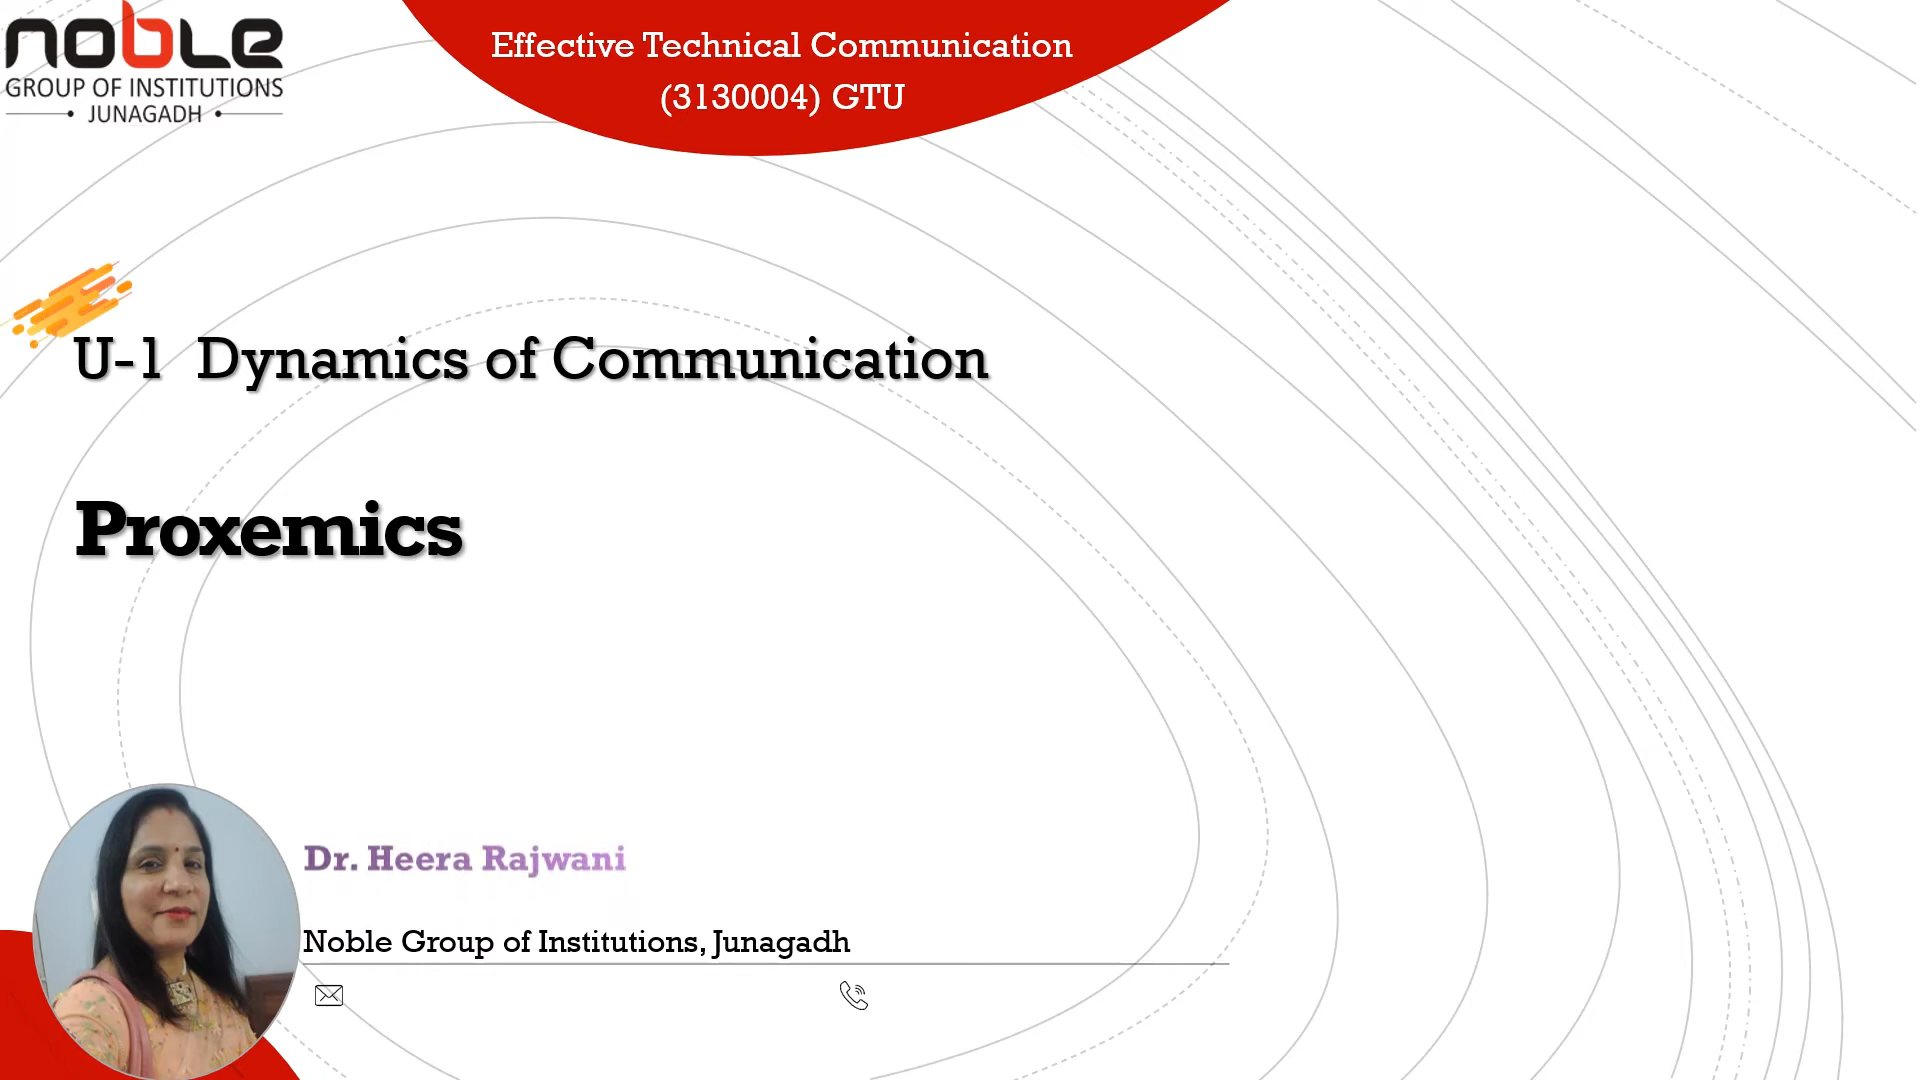 noble
GROUP OF INSTITUTIONS
JUNAGADH
Effective Technical Communication
(3130004) GTU
U-1 Dynamics of Communication
Proxemics
Dr. Heera Rajwani
Noble Group of Institutions, Junagadh